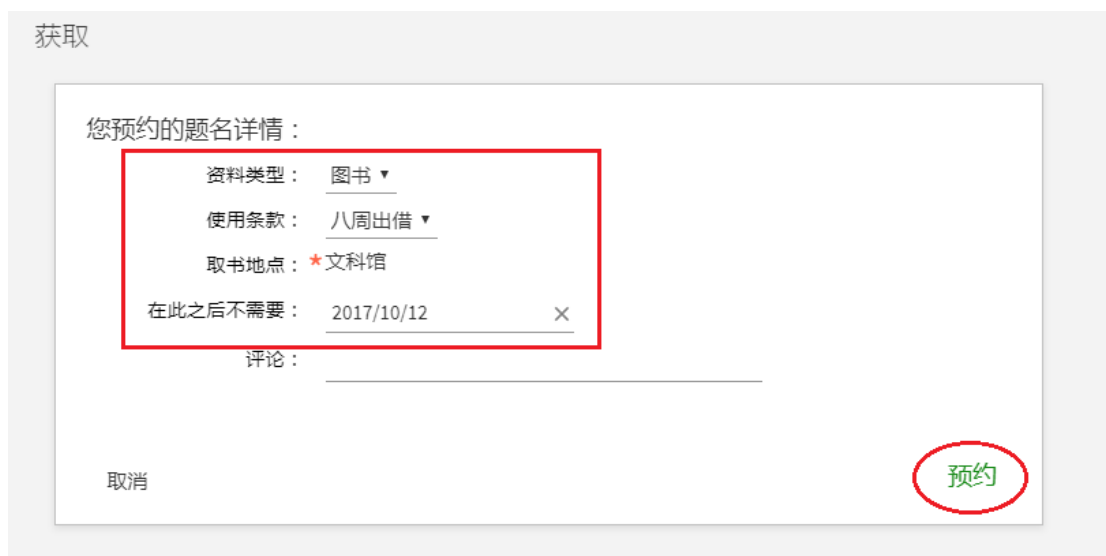 获取
您预约的题名详情：
资料类型： 图书 ▾
使用条款： 八周出借 ▾
取书地点： *文科馆
在此之后不需要： 2017/10/12 ×
评论：
取消 预约